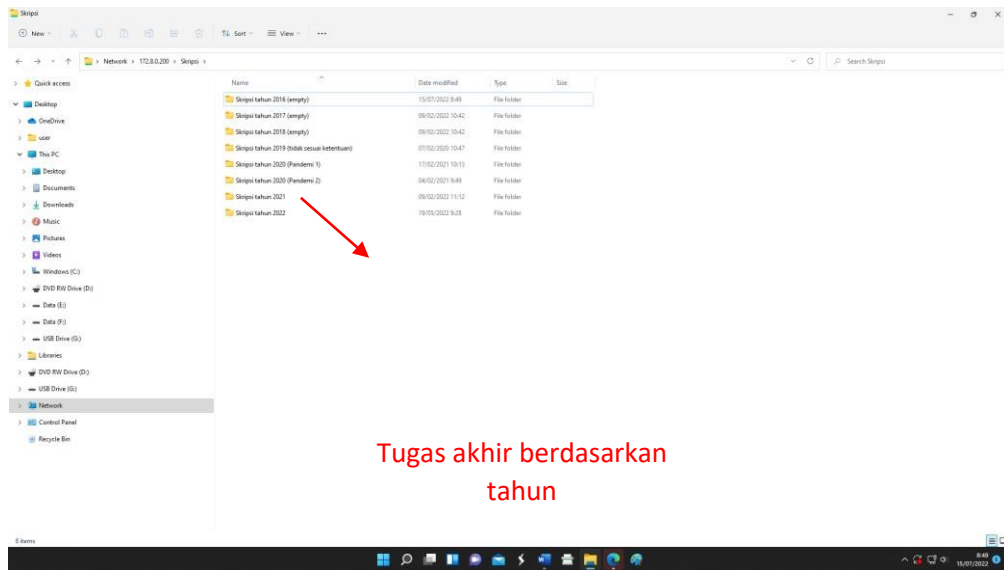 Skripsi
New
Sort
View
Network > 172.8.0.200 > Skripsi >
Search Skripsi
Quick access
Desktop
OneDrive
user
This PC
Desktop
Documents
Downloads
Music
Pictures
Videos
Windows (C:)
DVD RW Drive (D:)
Data (E:)
Data (F:)
USB Drive (G:)
Libraries
DVD RW Drive (D:)
USB Drive (G:)
Network
Control Panel
Recycle Bin
Name Date modified Type Size
Skripsi tahun 2016 (empty) 15/07/2022 8:49 File folder
Skripsi tahun 2017 (empty) 09/02/2022 10:42 File folder
Skripsi tahun 2018 (empty) 09/02/2022 10:42 File folder
Skripsi tahun 2019 (tidak sesuai ketentuan) 07/02/2020 10:47 File folder
Skripsi tahun 2020 (Pandemi 1) 17/02/2021 10:13 File folder
Skripsi tahun 2020 (Pandemi 2) 04/02/2021 9:49 File folder
Skripsi tahun 2021 09/02/2022 11:12 File folder
Skripsi tahun 2022 19/05/2022 9:28 File folder
Tugas akhir berdasarkan
tahun
8 items
8:49
15/07/2022